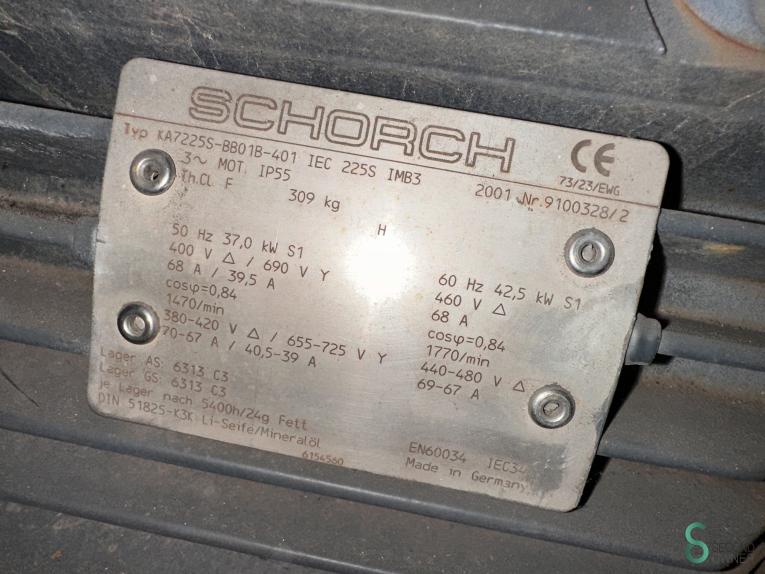 SCHORCH
CE
73/23/EWG
Typ KA7225S-BB01B-401 IEC 225S IMB3
3~ MOT. IP55 2001 Nr.9100328/2
Th.Cl. F 309 kg
H
50 Hz 37,0 kW S1
400 V Δ / 690 V Y
68 A / 39,5 A
cosφ=0,84
1470/min
380-420 V Δ / 655-725 V Y
70-67 A / 40,5-39 A
60 Hz 42,5 kW S1
460 V Δ
68 A
cosφ=0,84
1770/min
440-480 V Δ
69-67 A
Lager AS: 6313 C3
Lager GS: 6313 C3
je Lager nach 5400h/24g Fett
DIN 51825-K3K Li-Seife/Mineralöl
6154560
EN60034 IEC34
Made in Germany